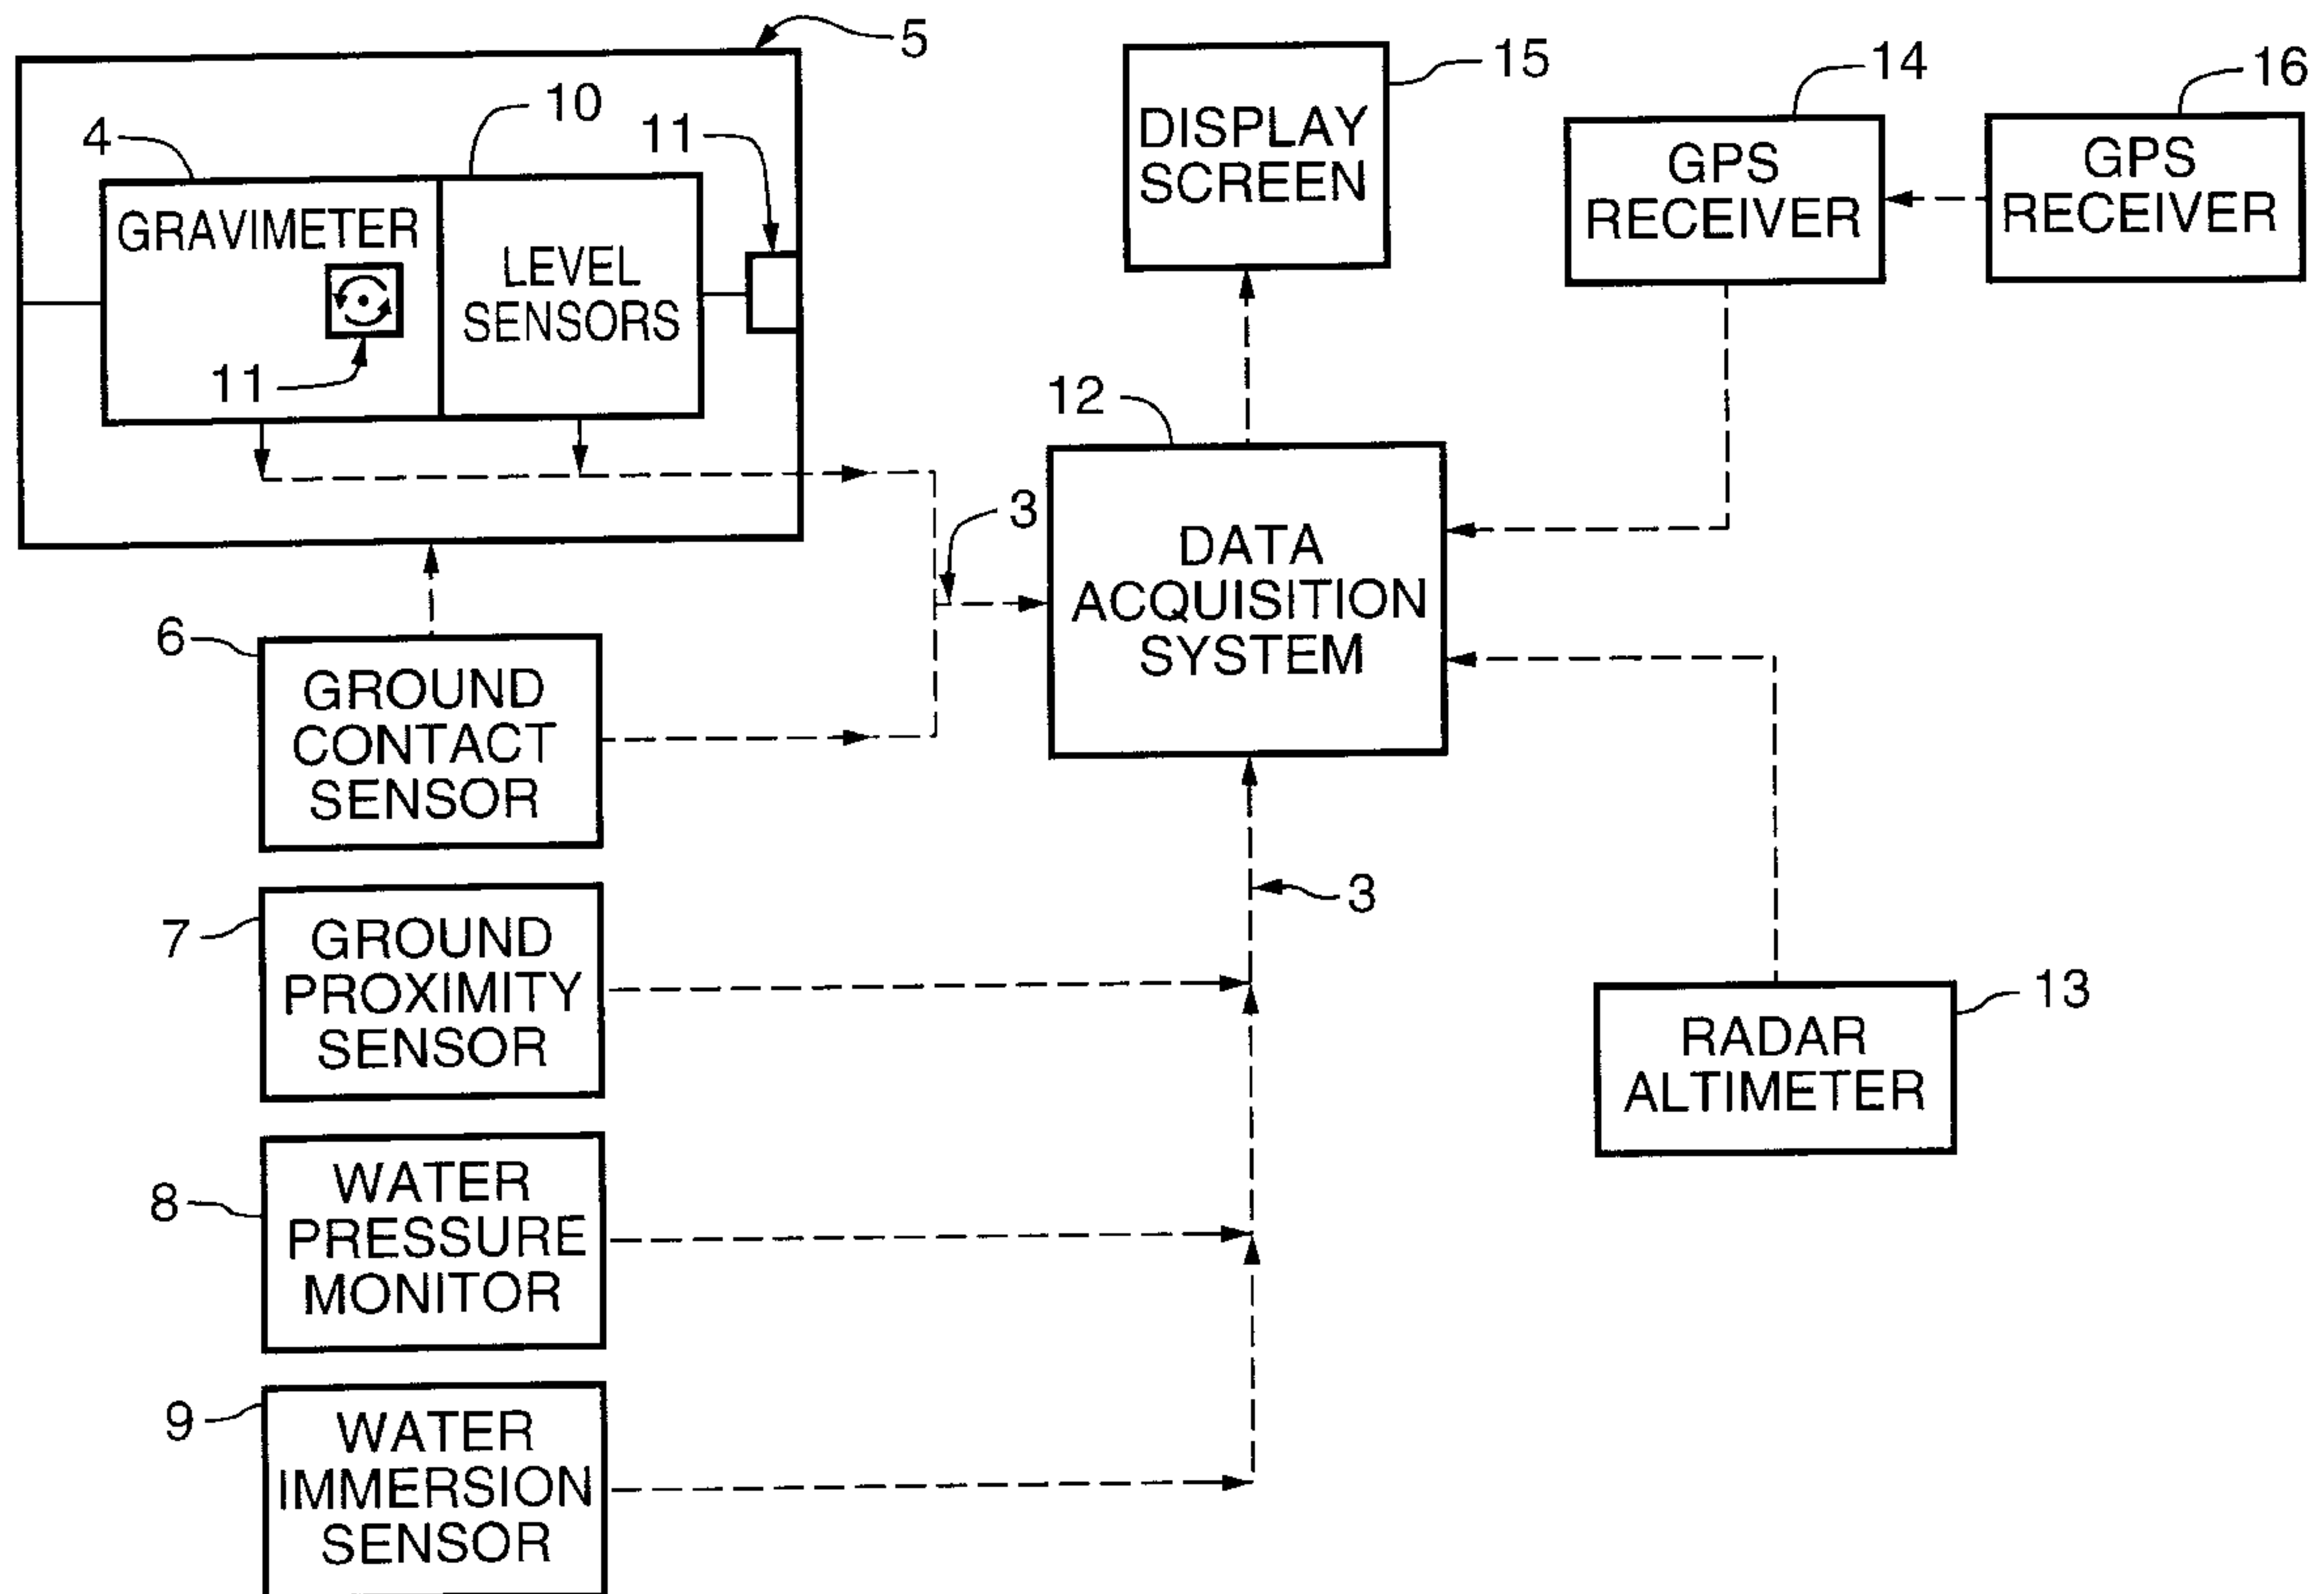 5
15
14
16
10
11
4
DISPLAY
SCREEN
GPS
RECEIVER
GPS
RECEIVER
GRAVIMETER
LEVEL
SENSORS
11
12
3
DATA
ACQUISITION
SYSTEM
6
GROUND
CONTACT
SENSOR
3
7
GROUND
PROXIMITY
SENSOR
13
RADAR
ALTIMETER
8
WATER
PRESSURE
MONITOR
9
WATER
IMMERSION
SENSOR